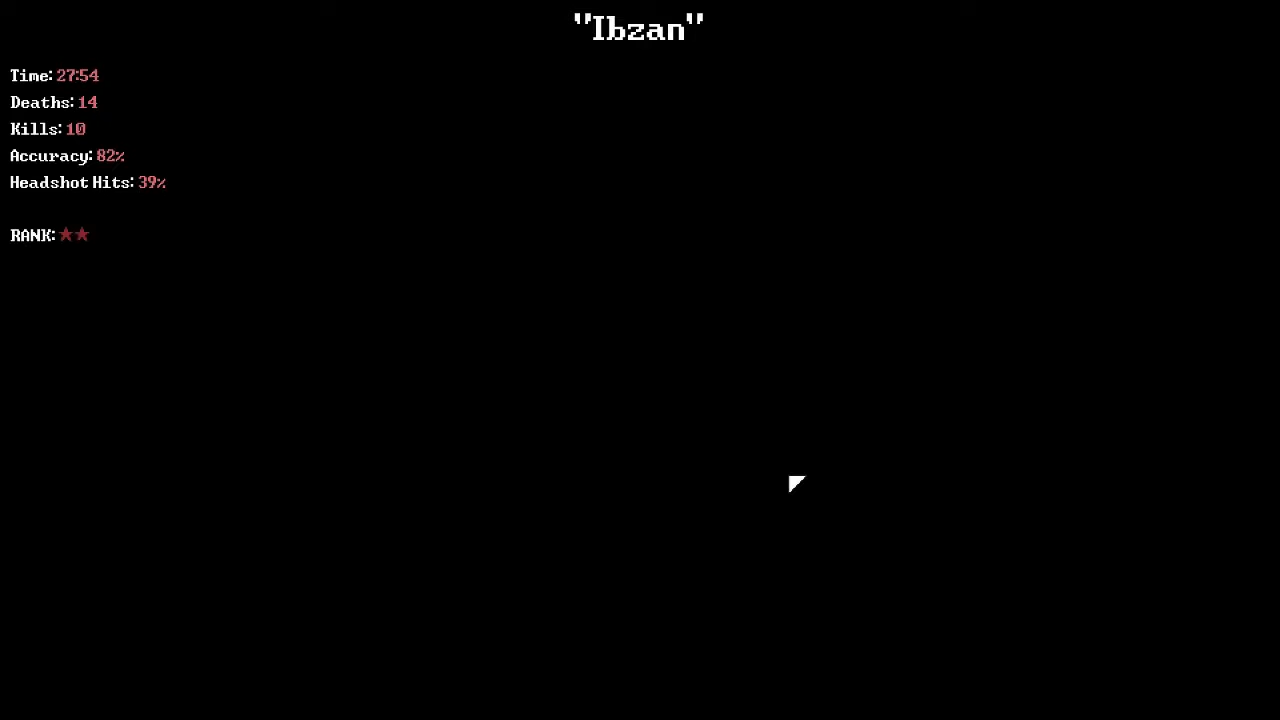 "Ibzan"
Time: 27:54
Deaths: 14
Kills: 10
Accuracy: 82%
Headshot Hits: 39%
RANK: ★★